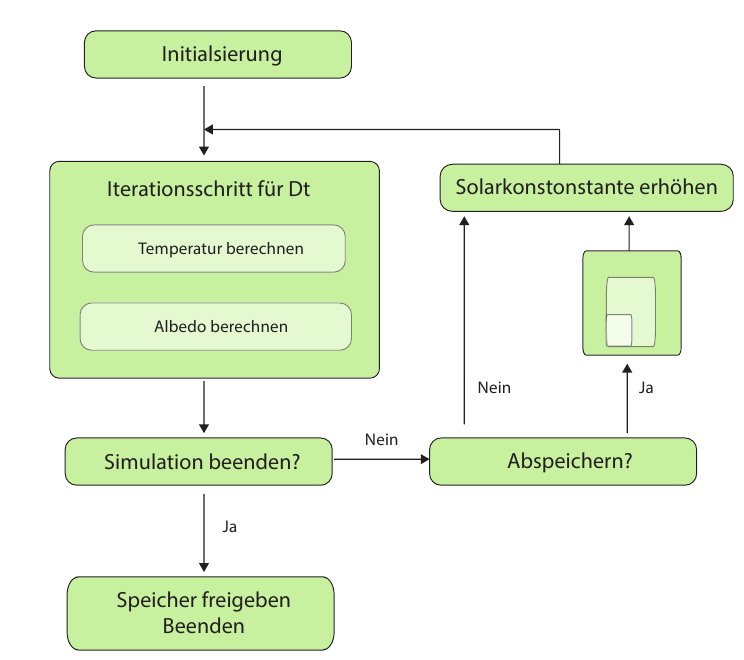 Initialsierung
Iterationsschritt für Dt
Temperatur berechnen
Albedo berechnen
Solarkonstonstante erhöhen
Nein
Ja
Simulation beenden?
Nein
Abspeichern?
Ja
Speicher freigeben
Beenden